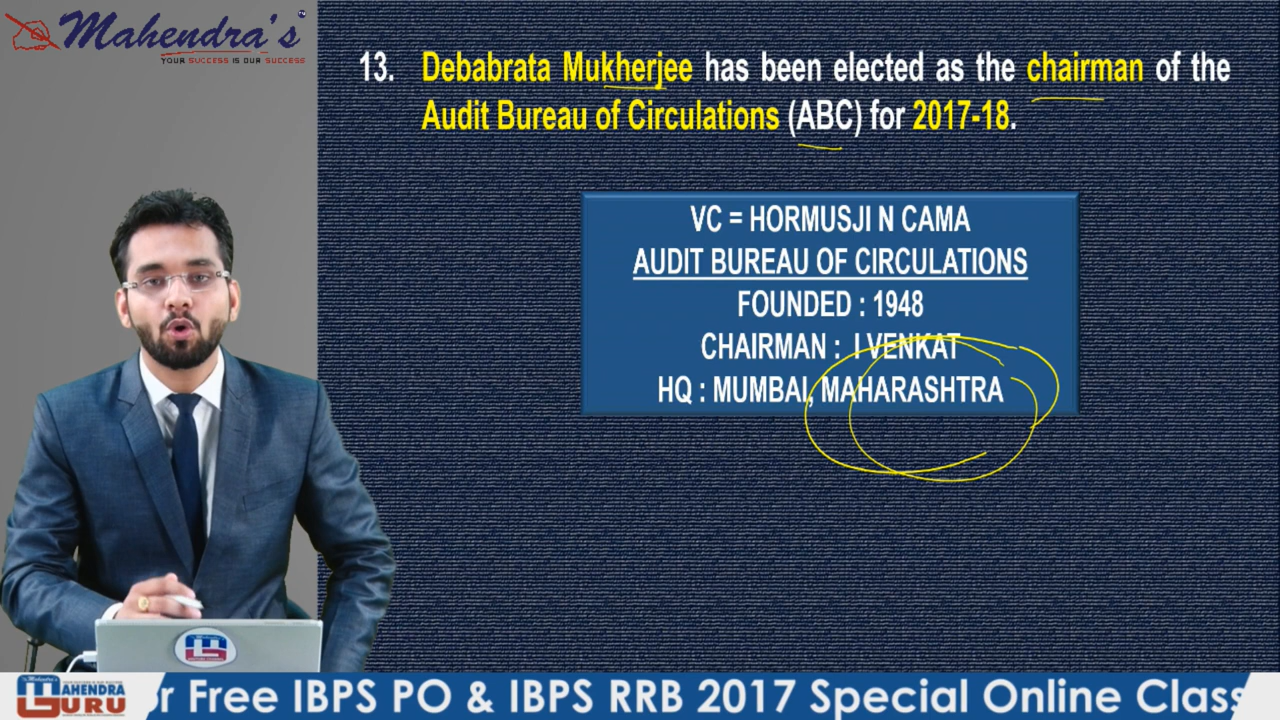 Mahendra's
YOUR SUCCESS IS OUR SUCCESS
13. Debabrata Mukherjee has been elected as the chairman of the
Audit Bureau of Circulations (ABC) for 2017-18.
VC = HORMUSJI N CAMA
AUDIT BUREAU OF CIRCULATIONS
FOUNDED : 1948
CHAIRMAN : I VENKAT
HQ : MUMBAI, MAHARASHTRA
Mahendra's
MAHENDRA
GURU
r Free IBPS PO & IBPS RRB 2017 Special Online Class